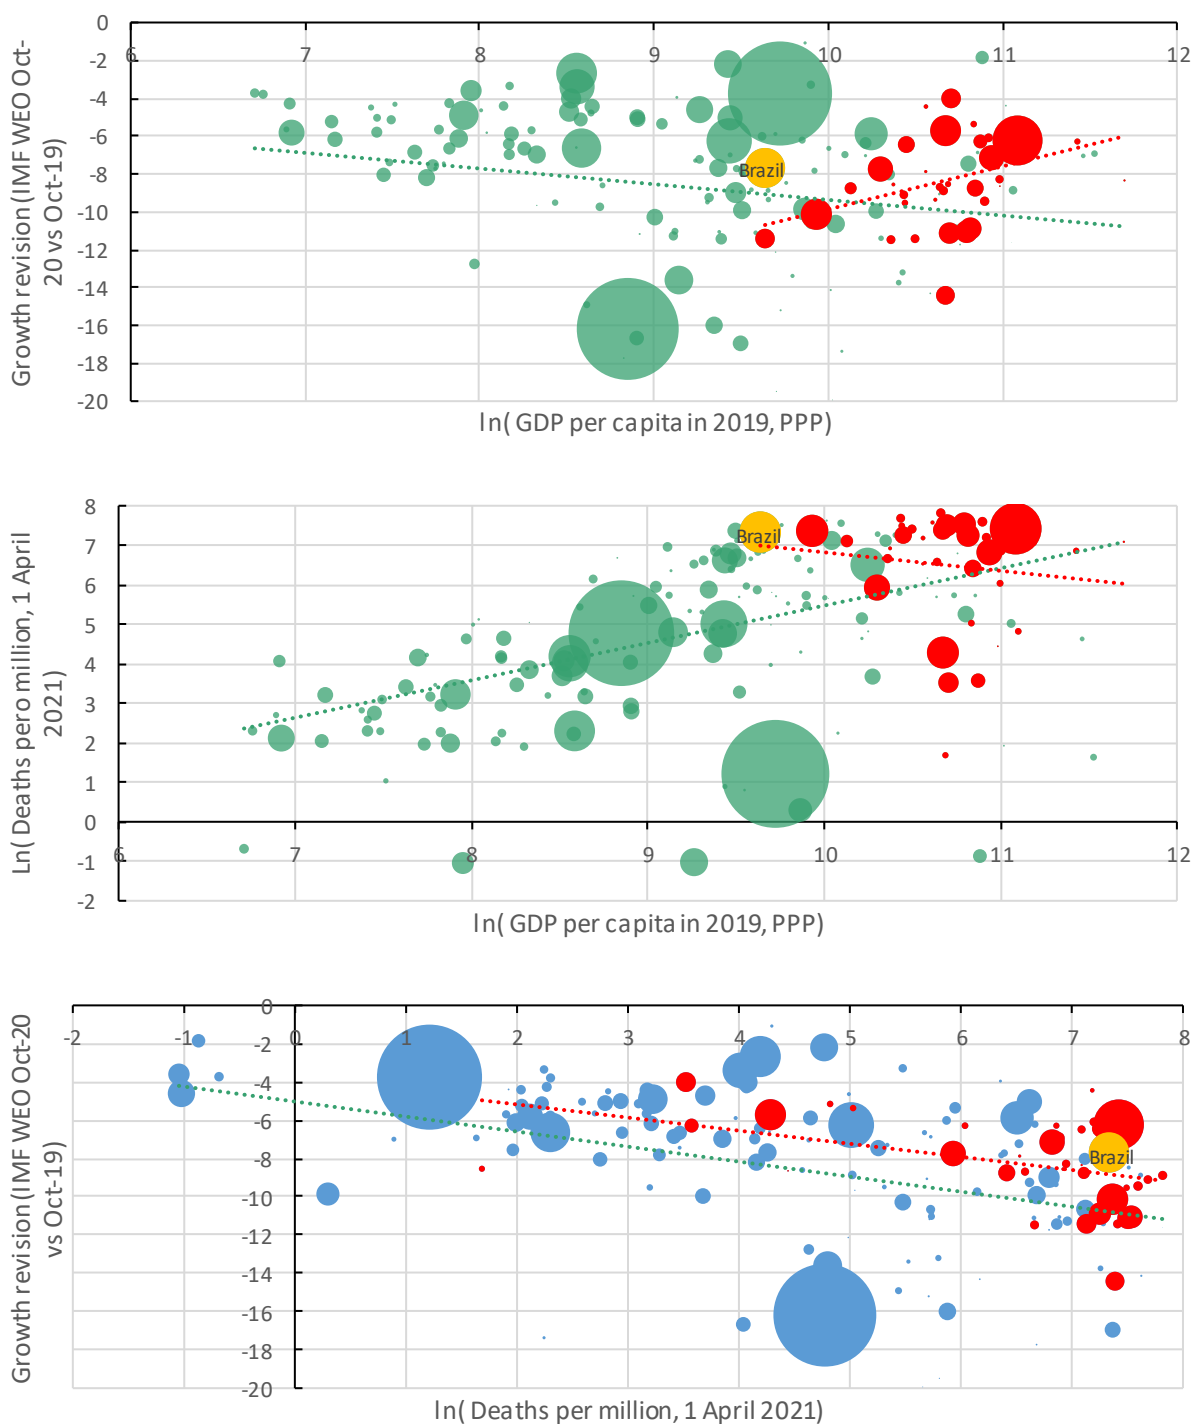 Growth revision (IMF WEO Oct-
20 vs Oct-19)
0
-2
-4
-6
-8
-10
-12
-14
-16
-18
-20
6 7 8 9 10 11 12
Brazil
ln( GDP per capita in 2019, PPP)
Ln( Deaths pero million, 1 April
2021)
8
7
6
5
4
3
2
1
0
-1
-2
6 7 8 9 10 11 12
Brazil
ln( GDP per capita in 2019, PPP)
Growth revision (IMF WEO Oct-20
vs Oct-19)
0
-2
-4
-6
-8
-10
-12
-14
-16
-18
-20
-2 -1 0 1 2 3 4 5 6 7 8
Brazil
ln( Deaths per million, 1 April 2021)